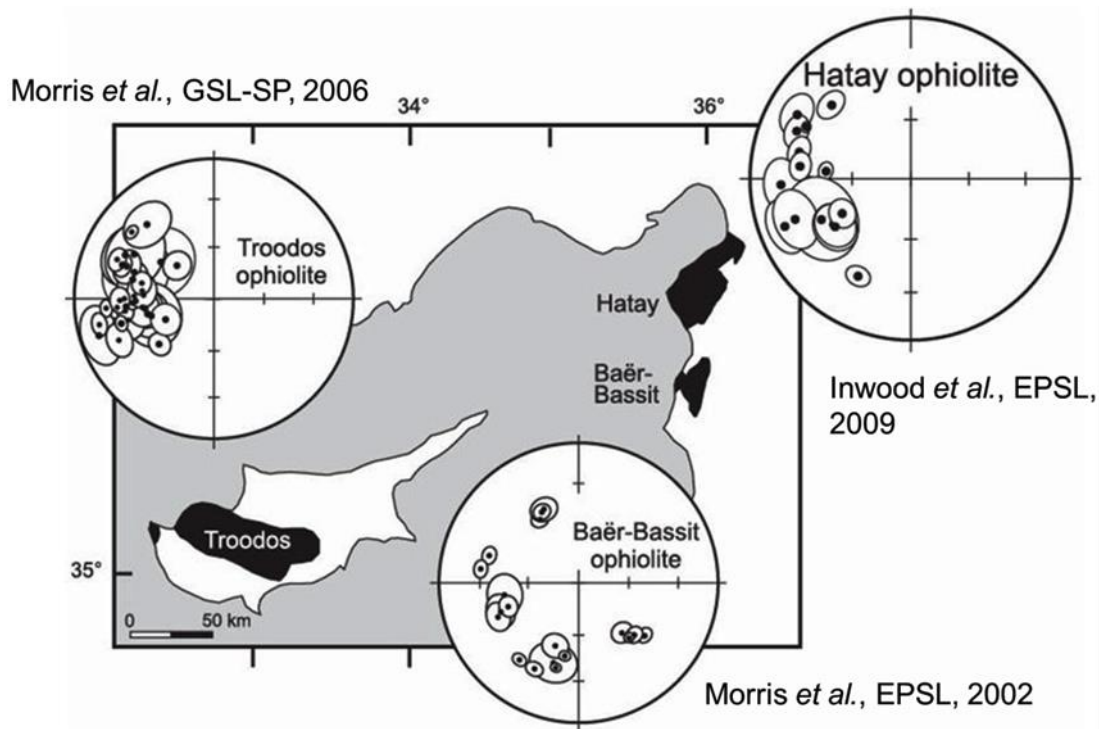 Morris et al., GSL-SP, 2006
Hatay ophiolite
34°
36°
Troodos
ophiolite
Hatay
Baër-
Bassit
Inwood et al., EPSL,
2009
Baër-Bassit
ophiolite
Troodos
35°
0 50 km
Morris et al., EPSL, 2002